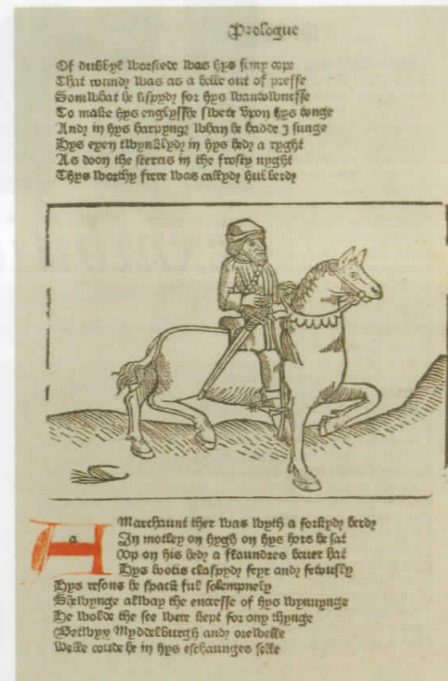 Prologue
Of dubbyl worstede was hys semy cope
That round was as a belle out of presse
Somwhat he lispyd for hys wantownesse
To make hys englyssh swete vpon hys tonge
And in hys harpyng whan he hadde songe
Hys eyen twynklyd in hys hed a ryght
As doon the sterris in the frosty nyght
Thys worthy frere was callyd huberd
a
A Marchaunt ther was wyth a forkyd berd
In motley on hygh on hys hors he sat
Vp on his hed a flaundres beuer hat
Hys botis claspyd feyr and fetously
Hys resons he spack ful solempnely
Shewynge alway the encresse of hys wynnynge
He wolde the see were kept for ony thynge
Betwyx Myddelburgh and orewelle
Welle coude he in hys eschaunges selle